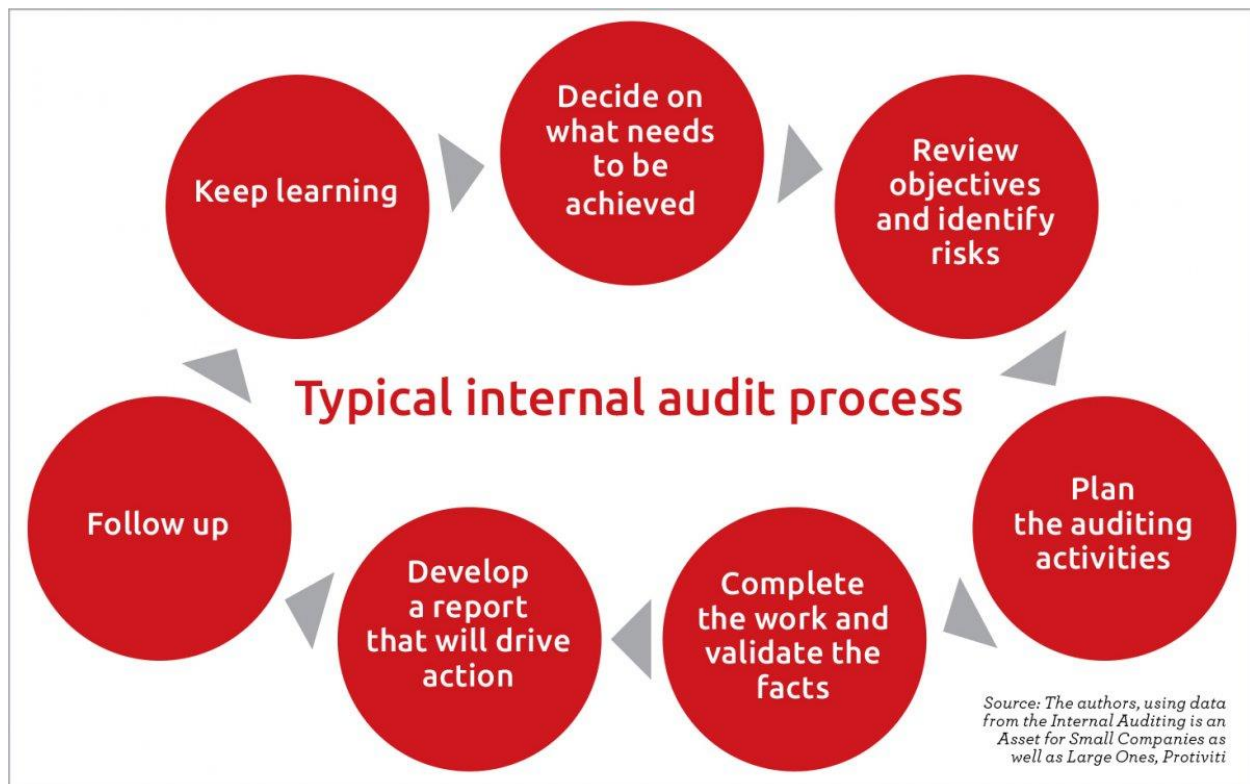 Decide on
what needs
to be
achieved
Review
objectives
and identify
risks
Plan
the auditing
activities
Complete
the work and
validate the
facts
Develop
a report
that will drive
action
Follow up
Keep learning
Typical internal audit process
Source: The authors, using data
from the Internal Auditing is an
Asset for Small Companies as
well as Large Ones, Protiviti